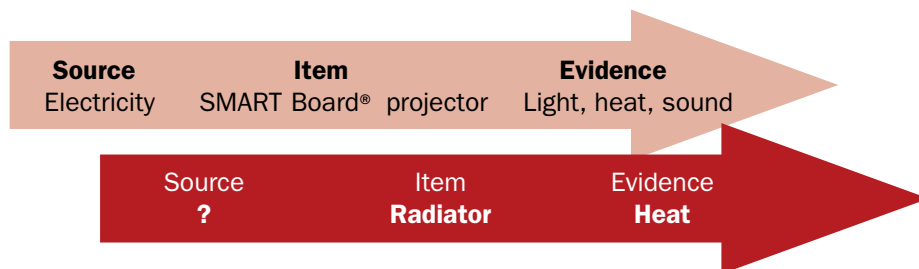 Source Item Evidence
Electricity SMART Board® projector Light, heat, sound
Source Item Evidence
? Radiator Heat